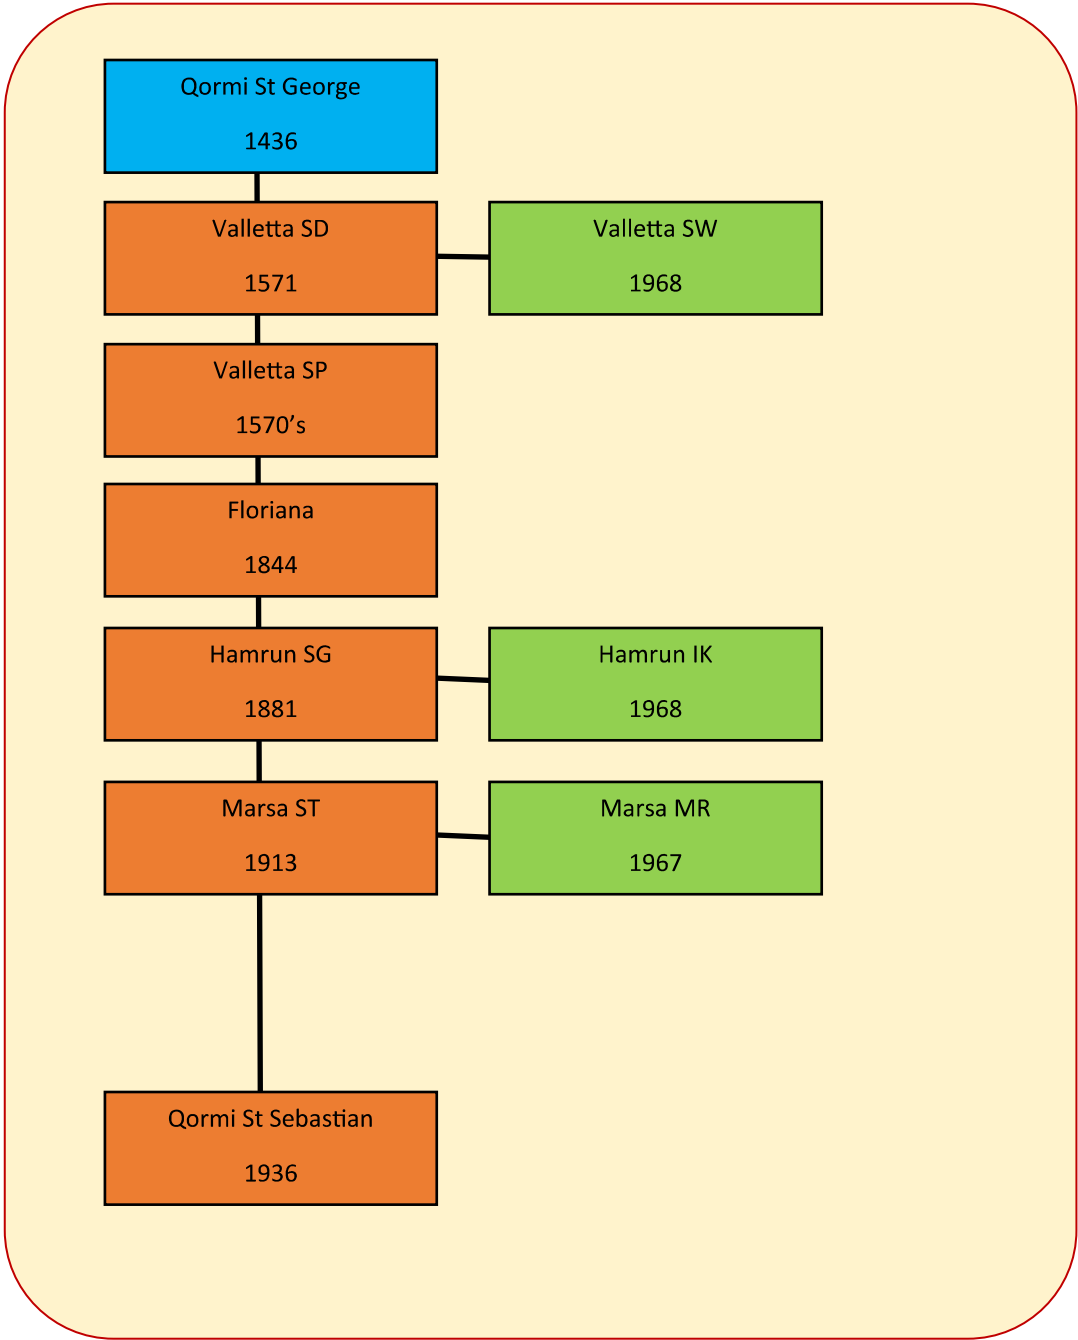 Qormi St George
1436
Valletta SD
1571
Valletta SW
1968
Valletta SP
1570’s
Floriana
1844
Hamrun SG
1881
Hamrun IK
1968
Marsa ST
1913
Marsa MR
1967
Qormi St Sebastian
1936